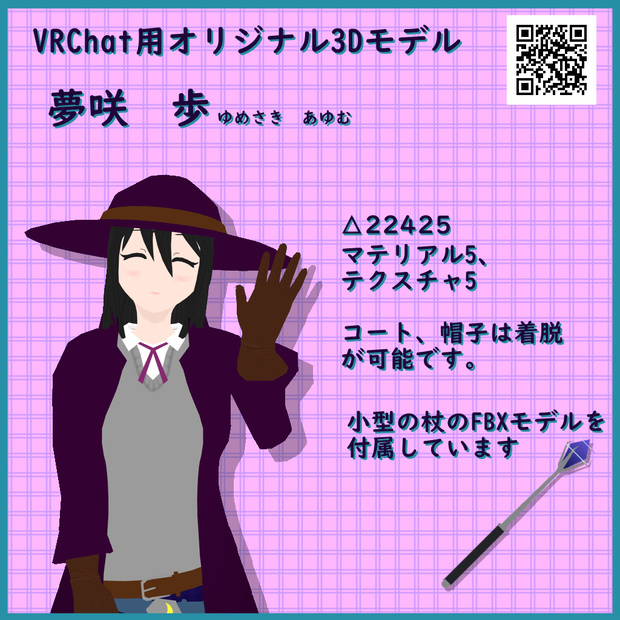 VRChat用オリジナル3Dモデル
夢咲　歩 ゆめさき　あゆむ
△22425
マテリアル5、
テクスチャ5
コート、帽子は着脱
が可能です。
小型の杖のFBXモデルを
付属しています